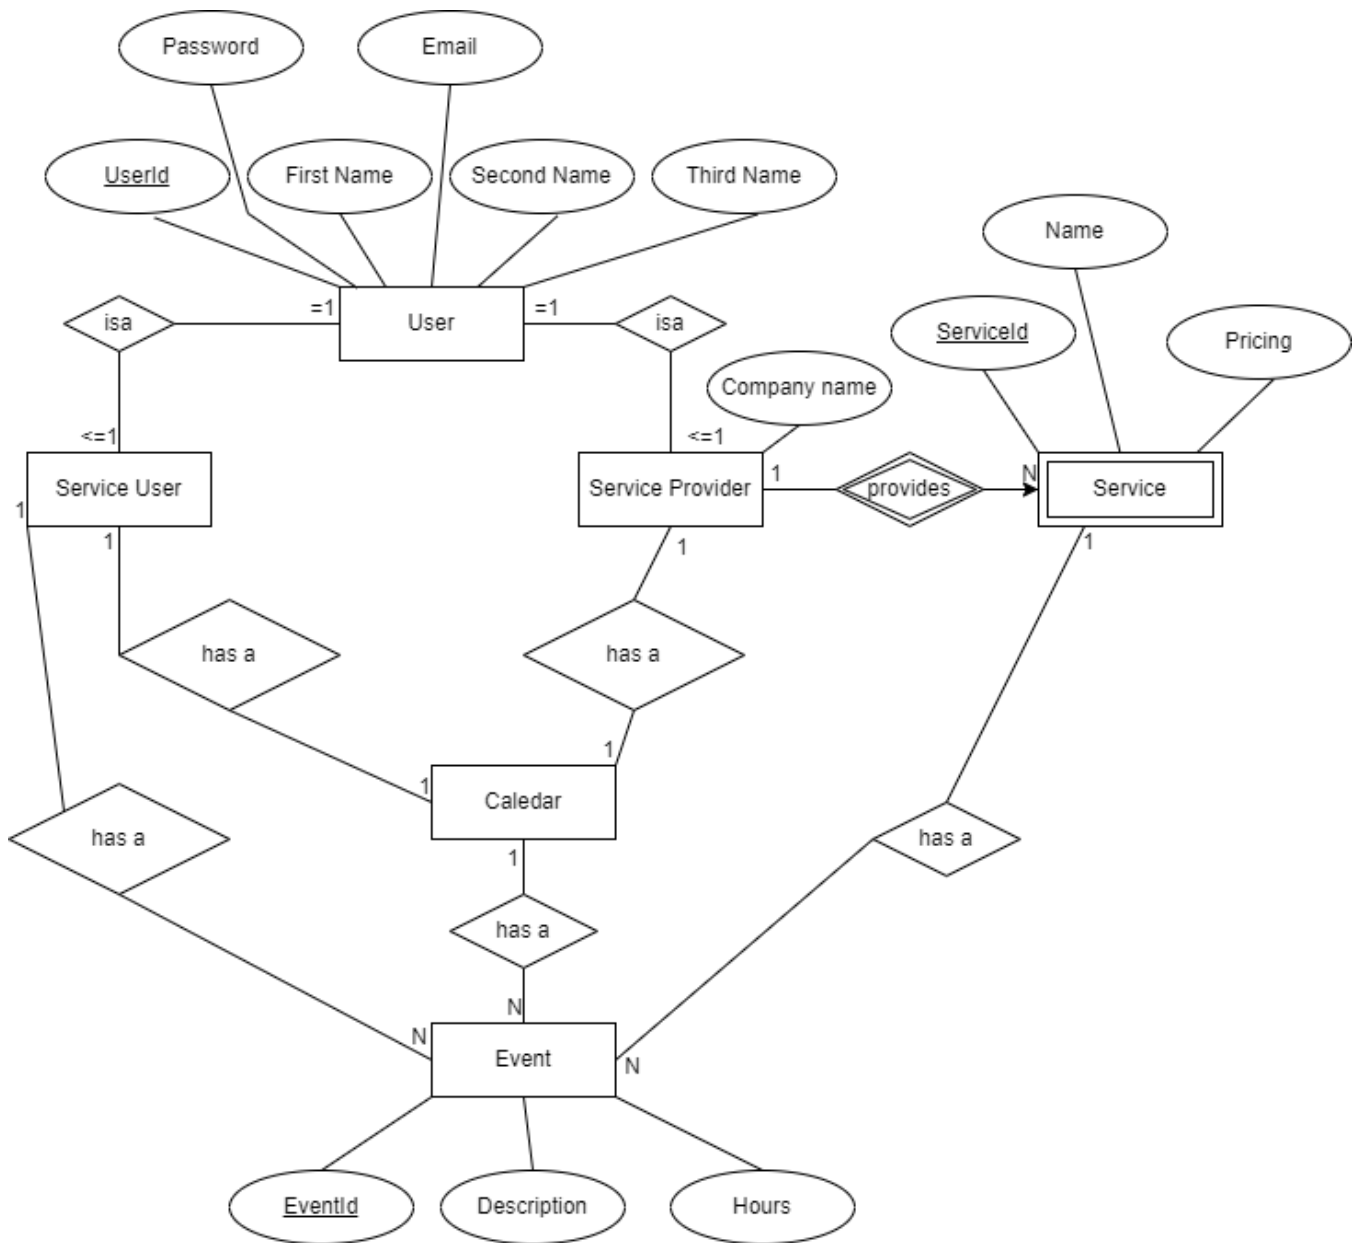 Password
Email
UserId
First Name
Second Name
Third Name
Name
ServiceId
Pricing
isa
=1
User
=1
isa
Company name
<=1
<=1
Service User
Service Provider
1
provides
N
Service
1
1
1
1
has a
has a
1
1
Caledar
has a
1
has a
has a
N
N
Event
N
EventId
Description
Hours